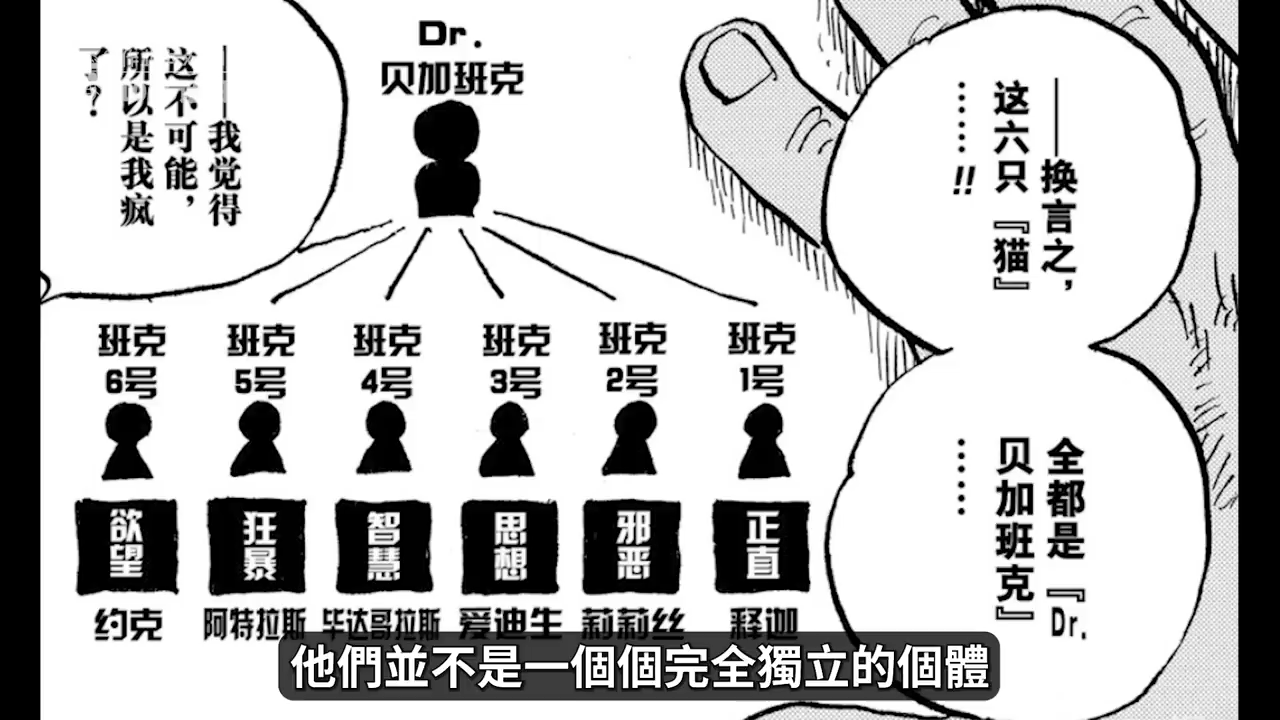 ——换言之，
这六只『猫』
……!!
全都是『Dr.
贝加班克』
……
——我觉得
这不可能，
所以是我疯
了？
Dr.
贝加班克
班克
6号
班克
5号
班克
4号
班克
3号
班克
2号
班克
1号
欲望
狂暴
智慧
思想
邪恶
正直
约克
阿特拉斯
毕达哥拉斯
爱迪生
莉莉丝
释迦
他們並不是一個個完全獨立的個體